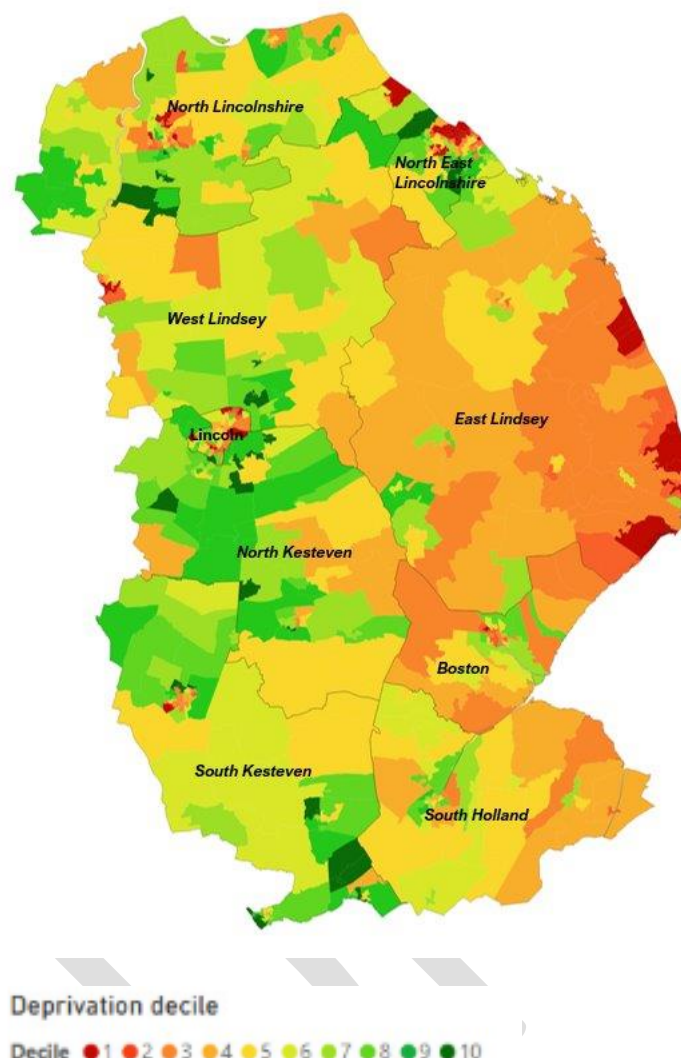 North Lincolnshire
North East
Lincolnshire
West Lindsey
Lincoln
East Lindsey
North Kesteven
Boston
South Kesteven
South Holland
Deprivation decile
Decile 1 2 3 4 5 6 7 8 9 10